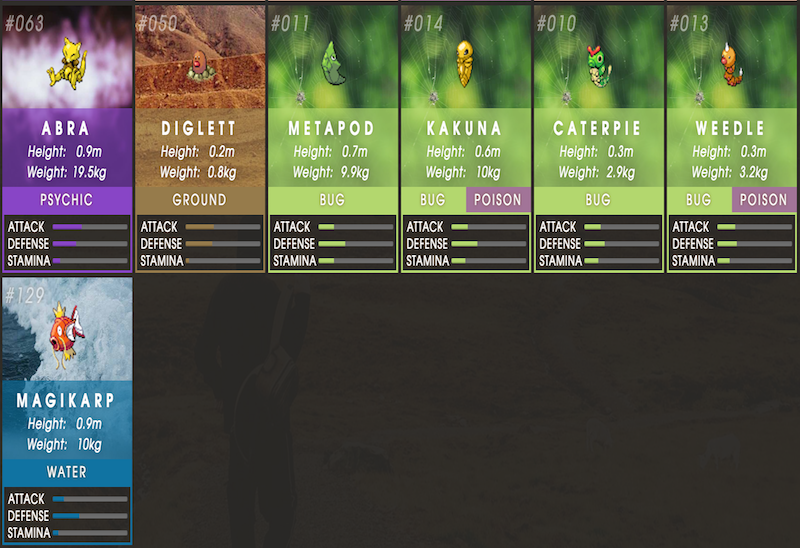 #063
ABRA
Height: 0.9m
Weight: 19.5kg
PSYCHIC
ATTACK
DEFENSE
STAMINA
#050
DIGLETT
Height: 0.2m
Weight: 0.8kg
GROUND
ATTACK
DEFENSE
STAMINA
#011
METAPOD
Height: 0.7m
Weight: 9.9kg
BUG
ATTACK
DEFENSE
STAMINA
#014
KAKUNA
Height: 0.6m
Weight: 10kg
BUG POISON
ATTACK
DEFENSE
STAMINA
#010
CATERPIE
Height: 0.3m
Weight: 2.9kg
BUG
ATTACK
DEFENSE
STAMINA
#013
WEEDLE
Height: 0.3m
Weight: 3.2kg
BUG POISON
ATTACK
DEFENSE
STAMINA
#129
MAGIKARP
Height: 0.9m
Weight: 10kg
WATER
ATTACK
DEFENSE
STAMINA